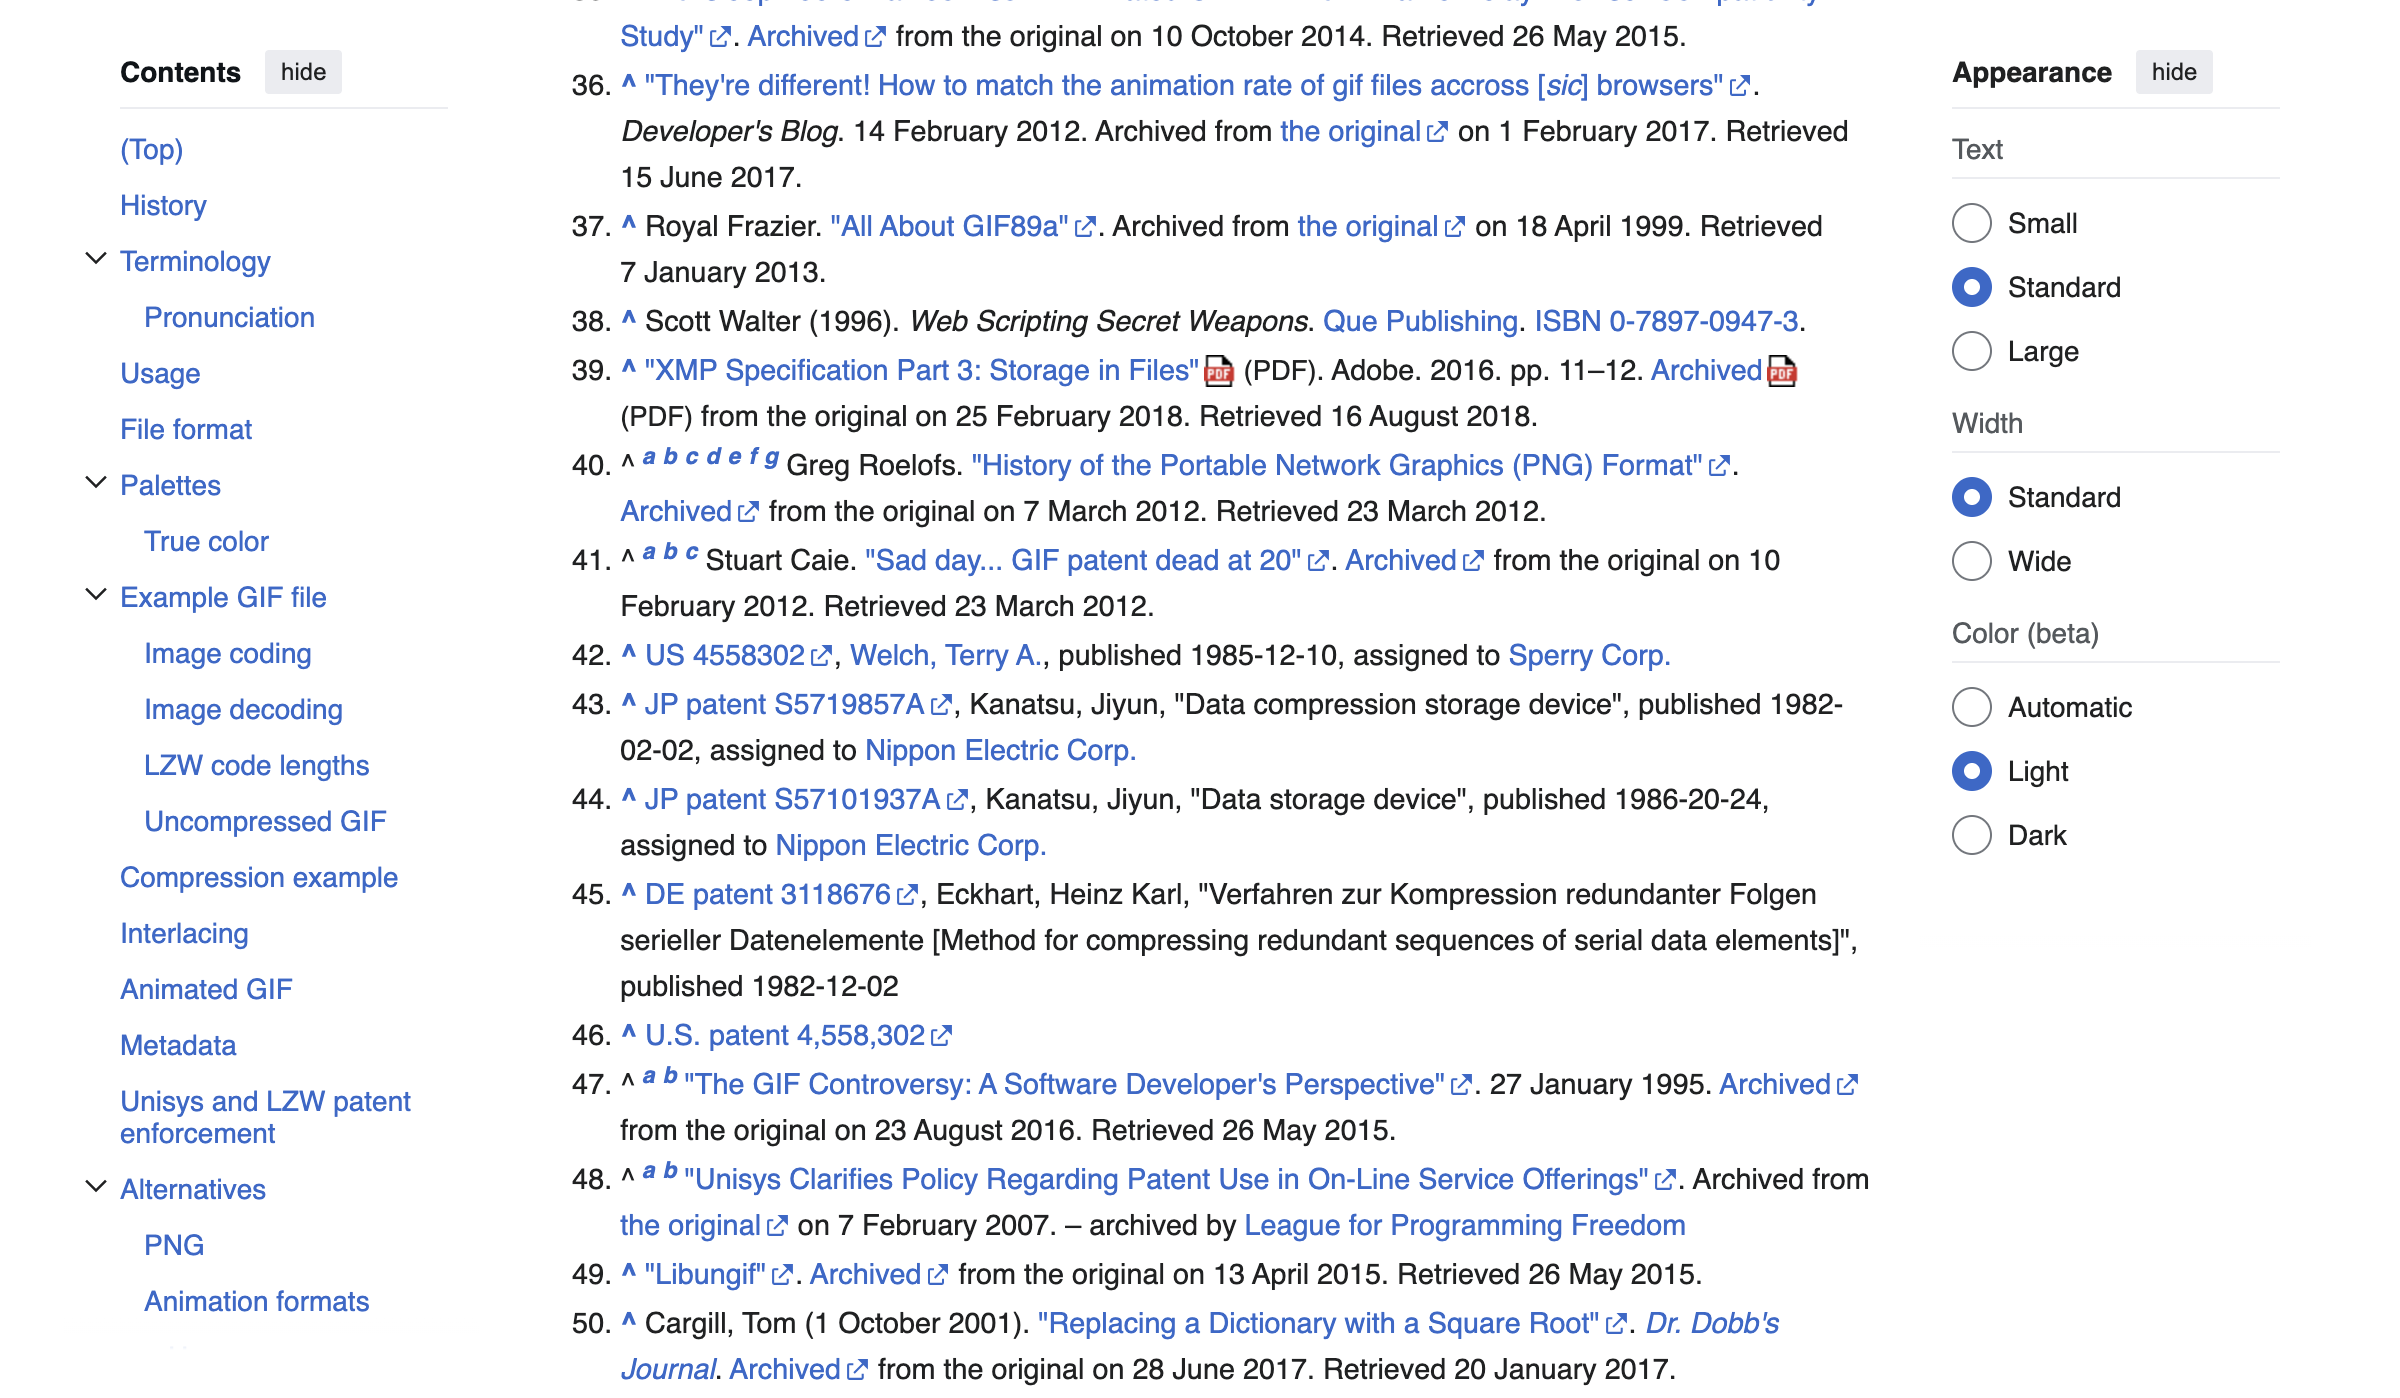 Contents hide
(Top)
History
Terminology
Pronunciation
Usage
File format
Palettes
True color
Example GIF file
Image coding
Image decoding
LZW code lengths
Uncompressed GIF
Compression example
Interlacing
Animated GIF
Metadata
Unisys and LZW patent
enforcement
Alternatives
PNG
Animation formats
Study". Archived from the original on 10 October 2014. Retrieved 26 May 2015.
36. ^ "They're different! How to match the animation rate of gif files accross [sic] browsers".
Developer's Blog. 14 February 2012. Archived from the original on 1 February 2017. Retrieved
15 June 2017.
37. ^ Royal Frazier. "All About GIF89a". Archived from the original on 18 April 1999. Retrieved
7 January 2013.
38. ^ Scott Walter (1996). Web Scripting Secret Weapons. Que Publishing. ISBN 0-7897-0947-3.
39. ^ "XMP Specification Part 3: Storage in Files" PDF (PDF). Adobe. 2016. pp. 11–12. Archived PDF
(PDF) from the original on 25 February 2018. Retrieved 16 August 2018.
40. ^ a b c d e f g Greg Roelofs. "History of the Portable Network Graphics (PNG) Format".
Archived from the original on 7 March 2012. Retrieved 23 March 2012.
41. ^ a b c Stuart Caie. "Sad day... GIF patent dead at 20". Archived from the original on 10
February 2012. Retrieved 23 March 2012.
42. ^ US 4558302, Welch, Terry A., published 1985-12-10, assigned to Sperry Corp.
43. ^ JP patent S5719857A, Kanatsu, Jiyun, "Data compression storage device", published 1982-
02-02, assigned to Nippon Electric Corp.
44. ^ JP patent S57101937A, Kanatsu, Jiyun, "Data storage device", published 1986-20-24,
assigned to Nippon Electric Corp.
45. ^ DE patent 3118676, Eckhart, Heinz Karl, "Verfahren zur Kompression redundanter Folgen
serieller Datenelemente [Method for compressing redundant sequences of serial data elements]",
published 1982-12-02
46. ^ U.S. patent 4,558,302
47. ^ a b "The GIF Controversy: A Software Developer's Perspective". 27 January 1995. Archived
from the original on 23 August 2016. Retrieved 26 May 2015.
48. ^ a b "Unisys Clarifies Policy Regarding Patent Use in On-Line Service Offerings". Archived from
the original on 7 February 2007. – archived by League for Programming Freedom
49. ^ "Libungif". Archived from the original on 13 April 2015. Retrieved 26 May 2015.
50. ^ Cargill, Tom (1 October 2001). "Replacing a Dictionary with a Square Root". Dr. Dobb's
Journal. Archived from the original on 28 June 2017. Retrieved 20 January 2017.
Appearance hide
Text
Small
Standard
Large
Width
Standard
Wide
Color (beta)
Automatic
Light
Dark